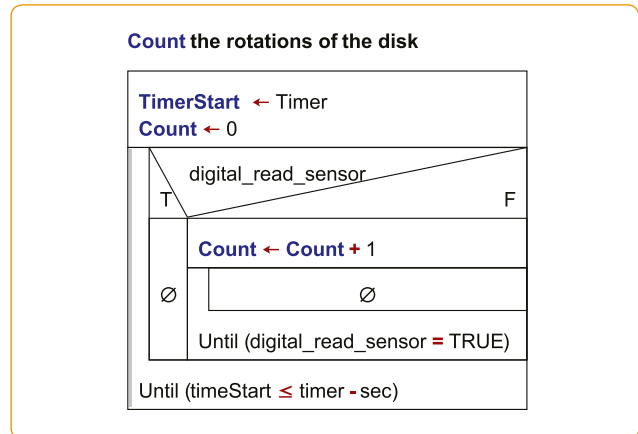 Count the rotations of the disk
TimerStart ← Timer
Count ← 0
digital_read_sensor
T
F
Count ← Count + 1
∅
∅
Until (digital_read_sensor = TRUE)
Until (timeStart ≤ timer - sec)